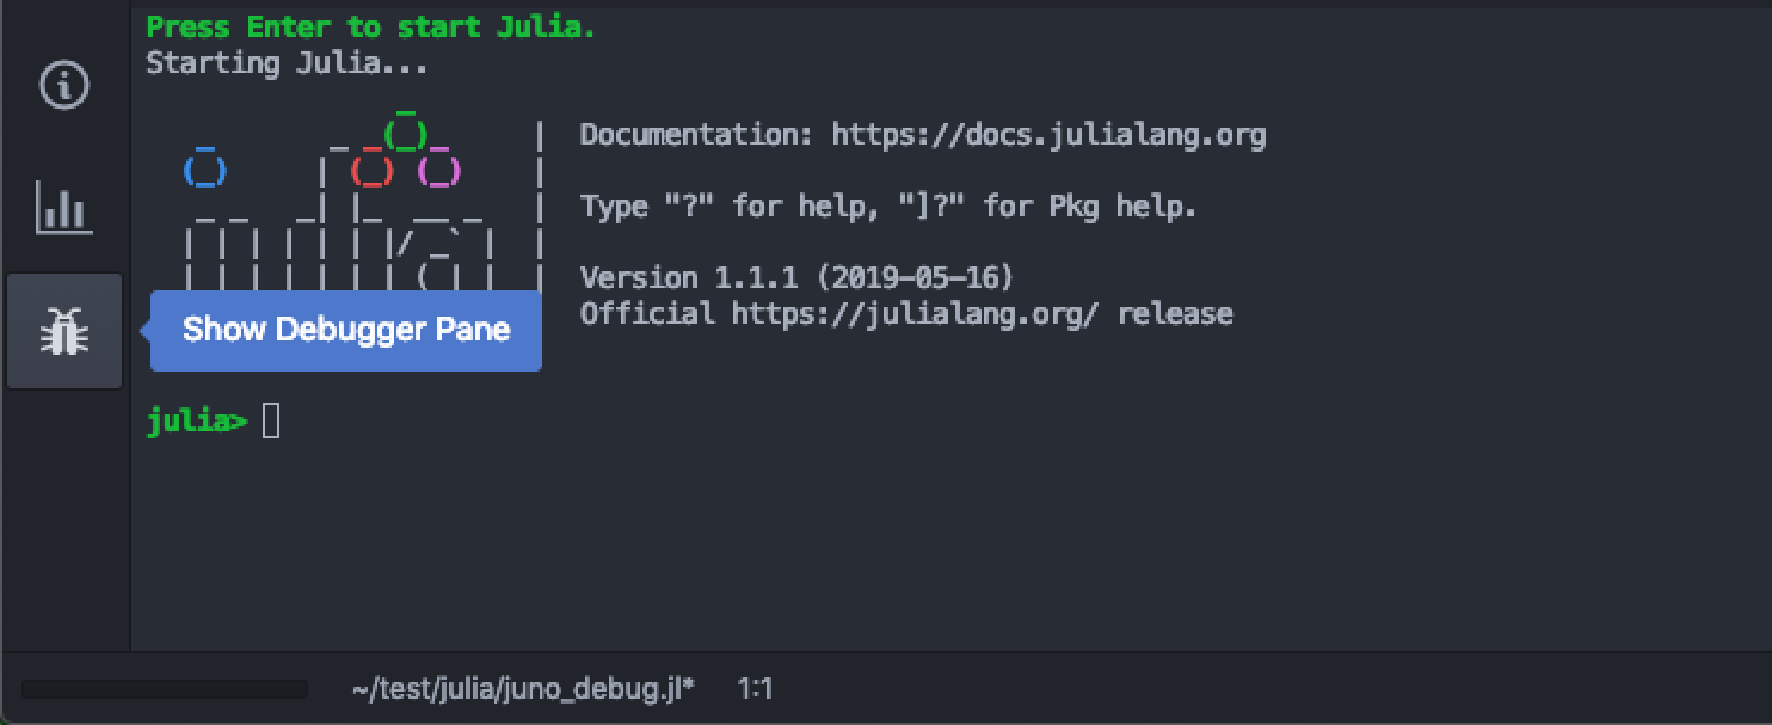 Press Enter to start Julia.
Starting Julia...
Documentation: https://docs.julialang.org
Type "?" for help, "]?" for Pkg help.
Version 1.1.1 (2019-05-16)
Official https://julialang.org/ release
Show Debugger Pane
julia>
~/test/julia/juno_debug.jl* 1:1